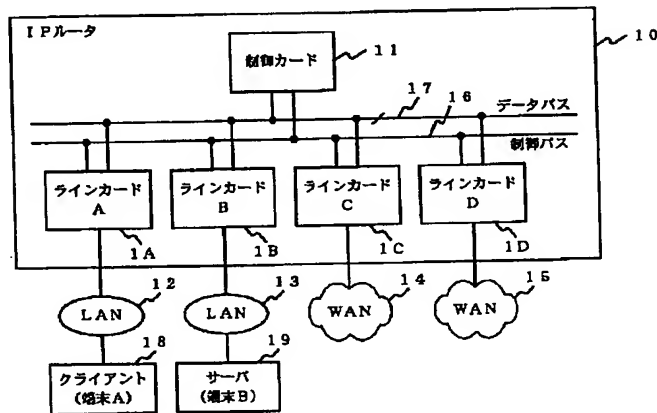 IPルータ
10
制御カード
11
17
データバス
16
制御バス
ラインカード
A
ラインカード
B
ラインカード
C
ラインカード
D
1A
1B
1C
1D
12
13
14
15
LAN
LAN
WAN
WAN
18
19
クライアント
(端末A)
サーバ
(端末B)